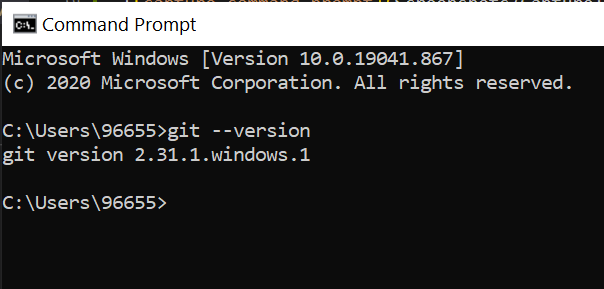 Command Prompt
Microsoft Windows [Version 10.0.19041.867]
(c) 2020 Microsoft Corporation. All rights reserved.
C:\Users\96655>git --version
git version 2.31.1.windows.1
C:\Users\96655>